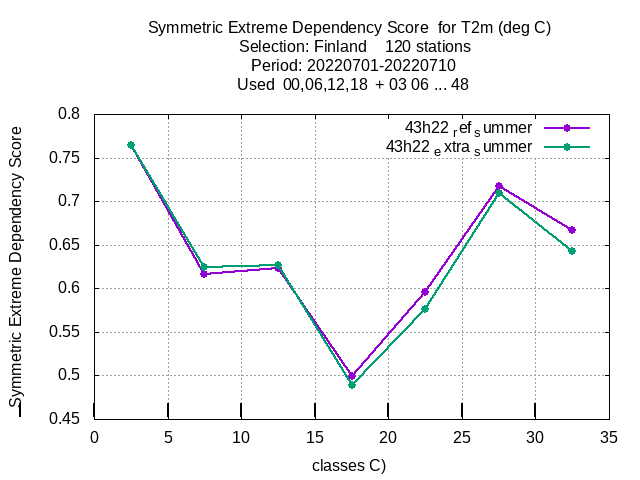 Symmetric Extreme Dependency Score for T2m (deg C)
Selection: Finland 120 stations
Period: 20220701-20220710
Used 00,06,12,18 + 03 06 ... 48
43h22 ref summer
43h22 extra summer
Symmetric Extreme Dependency Score
0.8
0.75
0.7
0.65
0.6
0.55
0.5
0.45
0 5 10 15 20 25 30 35
classes C)